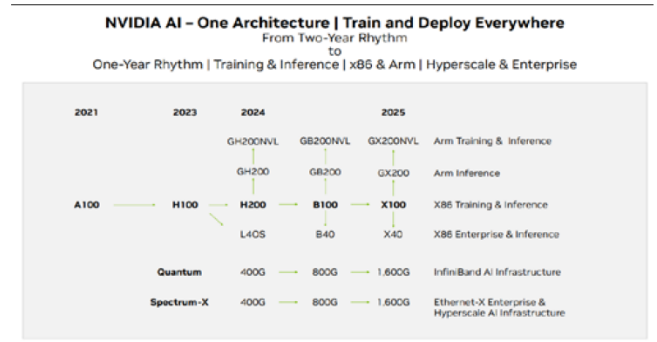 NVIDIA AI – One Architecture | Train and Deploy Everywhere
From Two-Year Rhythm
to
One-Year Rhythm | Training & Inference | x86 & Arm | Hyperscale & Enterprise
2021 2023 2024 2025
GH200NVL GB200NVL GX200NVL Arm Training & Inference
GH200 GB200 GX200 Arm Inference
A100 H100 H200 B100 X100 X86 Training & Inference
L40S B40 X40 X86 Enterprise & Inference
Quantum 400G 800G 1,600G InfiniBand AI Infrastructure
Spectrum-X 400G 800G 1,600G Ethernet-X Enterprise &
Hyperscale AI Infrastructure